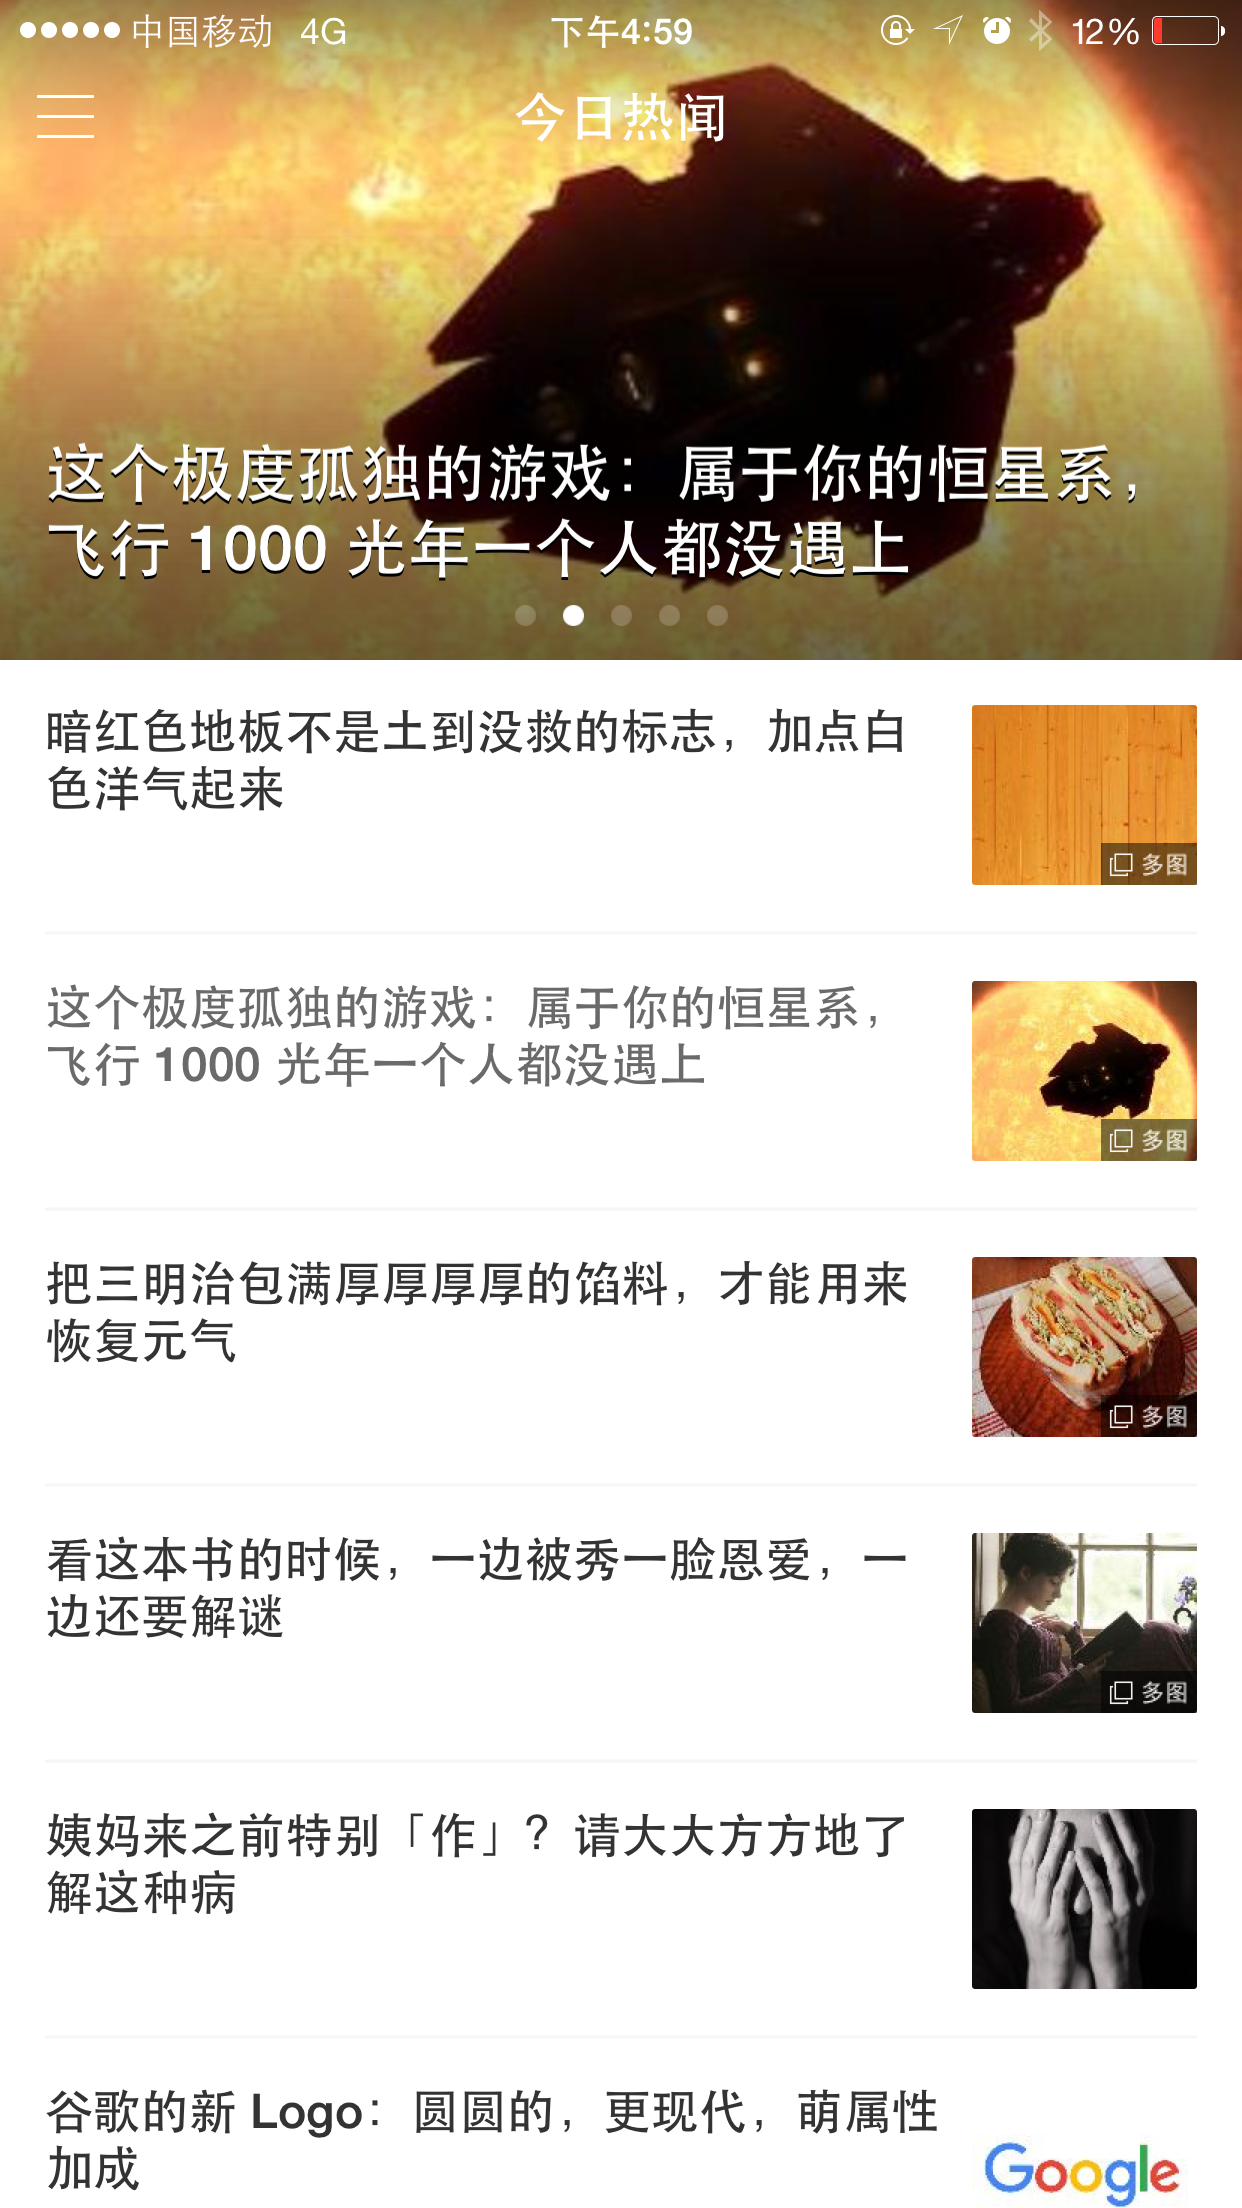 中国移动 4G 下午4:59 12%
今日热闻
这个极度孤独的游戏：属于你的恒星系，
飞行 1000 光年一个人都没遇上
暗红色地板不是土到没救的标志，加点白
色洋气起来
多图
这个极度孤独的游戏：属于你的恒星系，
飞行 1000 光年一个人都没遇上
多图
把三明治包满厚厚厚厚的馅料，才能用来
恢复元气
多图
看这本书的时候，一边被秀一脸恩爱，一
边还要解谜
多图
姨妈来之前特别「作」？请大大方方地了
解这种病
谷歌的新 Logo：圆圆的，更现代，萌属性
加成
Google